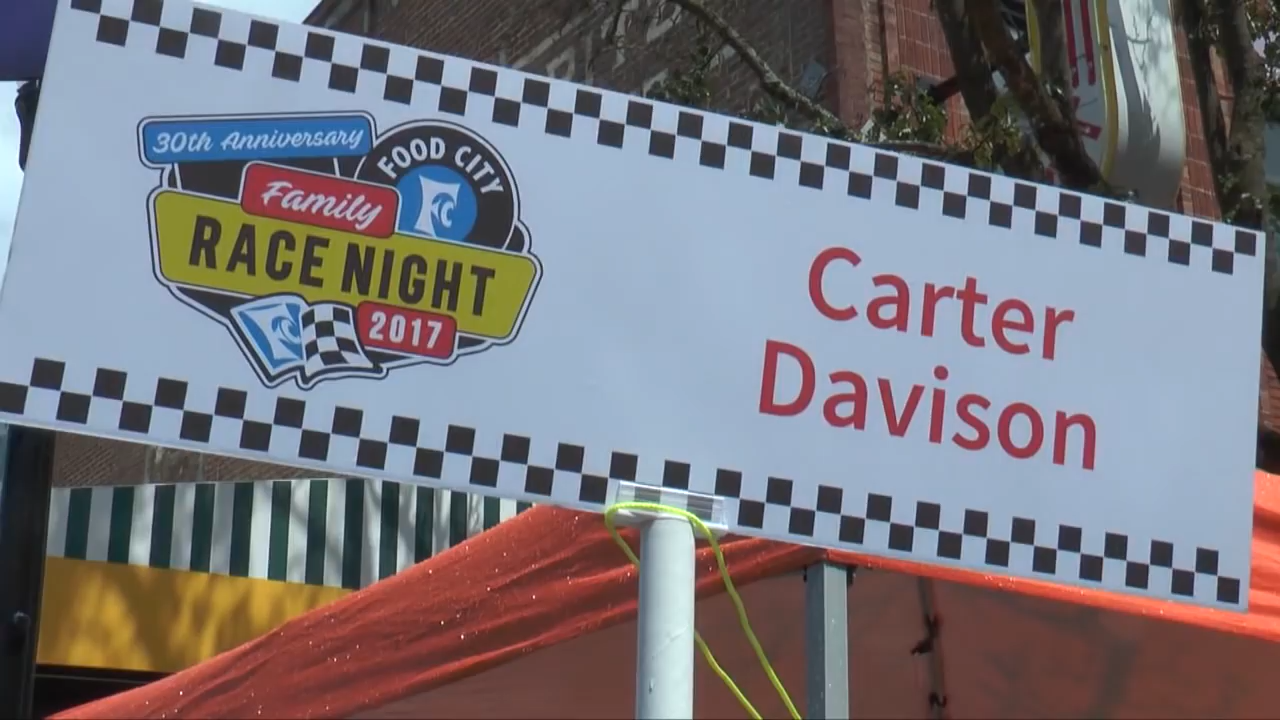 30th Anniversary
FOOD CITY
Family
RACE NIGHT
2017
Carter
Davison